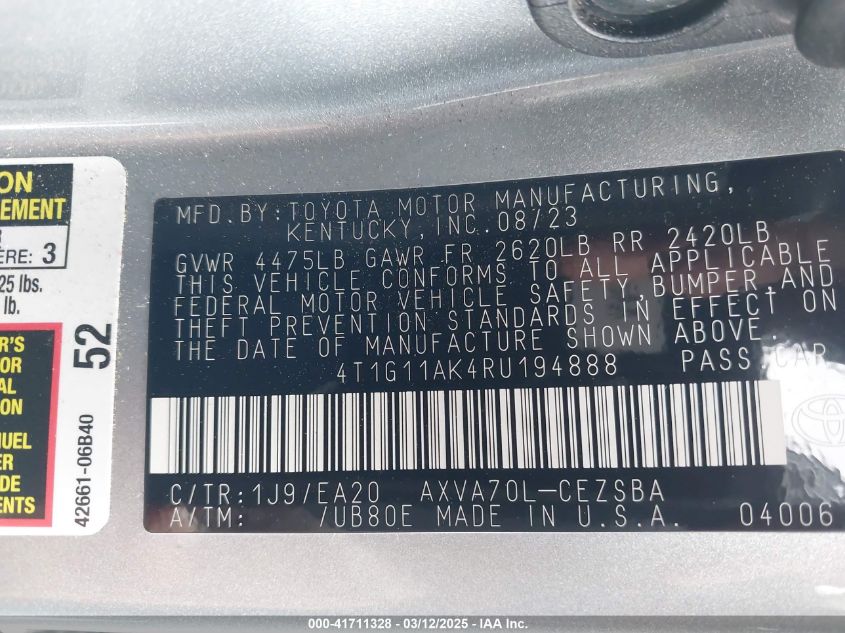 ON
EMENT
R
ÈRE: 3
25 lbs.
lb.
R'S
OR
AL
ION
NUEL
ER
DE
ENTS
52
42661-06B40
MFD.BY:TOYOTA MOTOR MANUFACTURING,
KENTUCKY,INC.08/23
GVWR 4475LB GAWR FR 2620LB RR 2420LB
THIS VEHICLE CONFORMS TO ALL APPLICABLE
FEDERAL MOTOR VEHICLE SAFETY,BUMPER,AND
THEFT PREVENTION STANDARDS IN EFFECT ON
THE DATE OF MANUFACTURE SHOWN ABOVE.
4T1G11AK4RU194888 PASS CAR
C/TR:1J9/EA20 AXVA70L-CEZSBA
A/TM: /UB80E MADE IN U.S.A. 04006
000-41711328 - 03/12/2025 - IAA Inc.